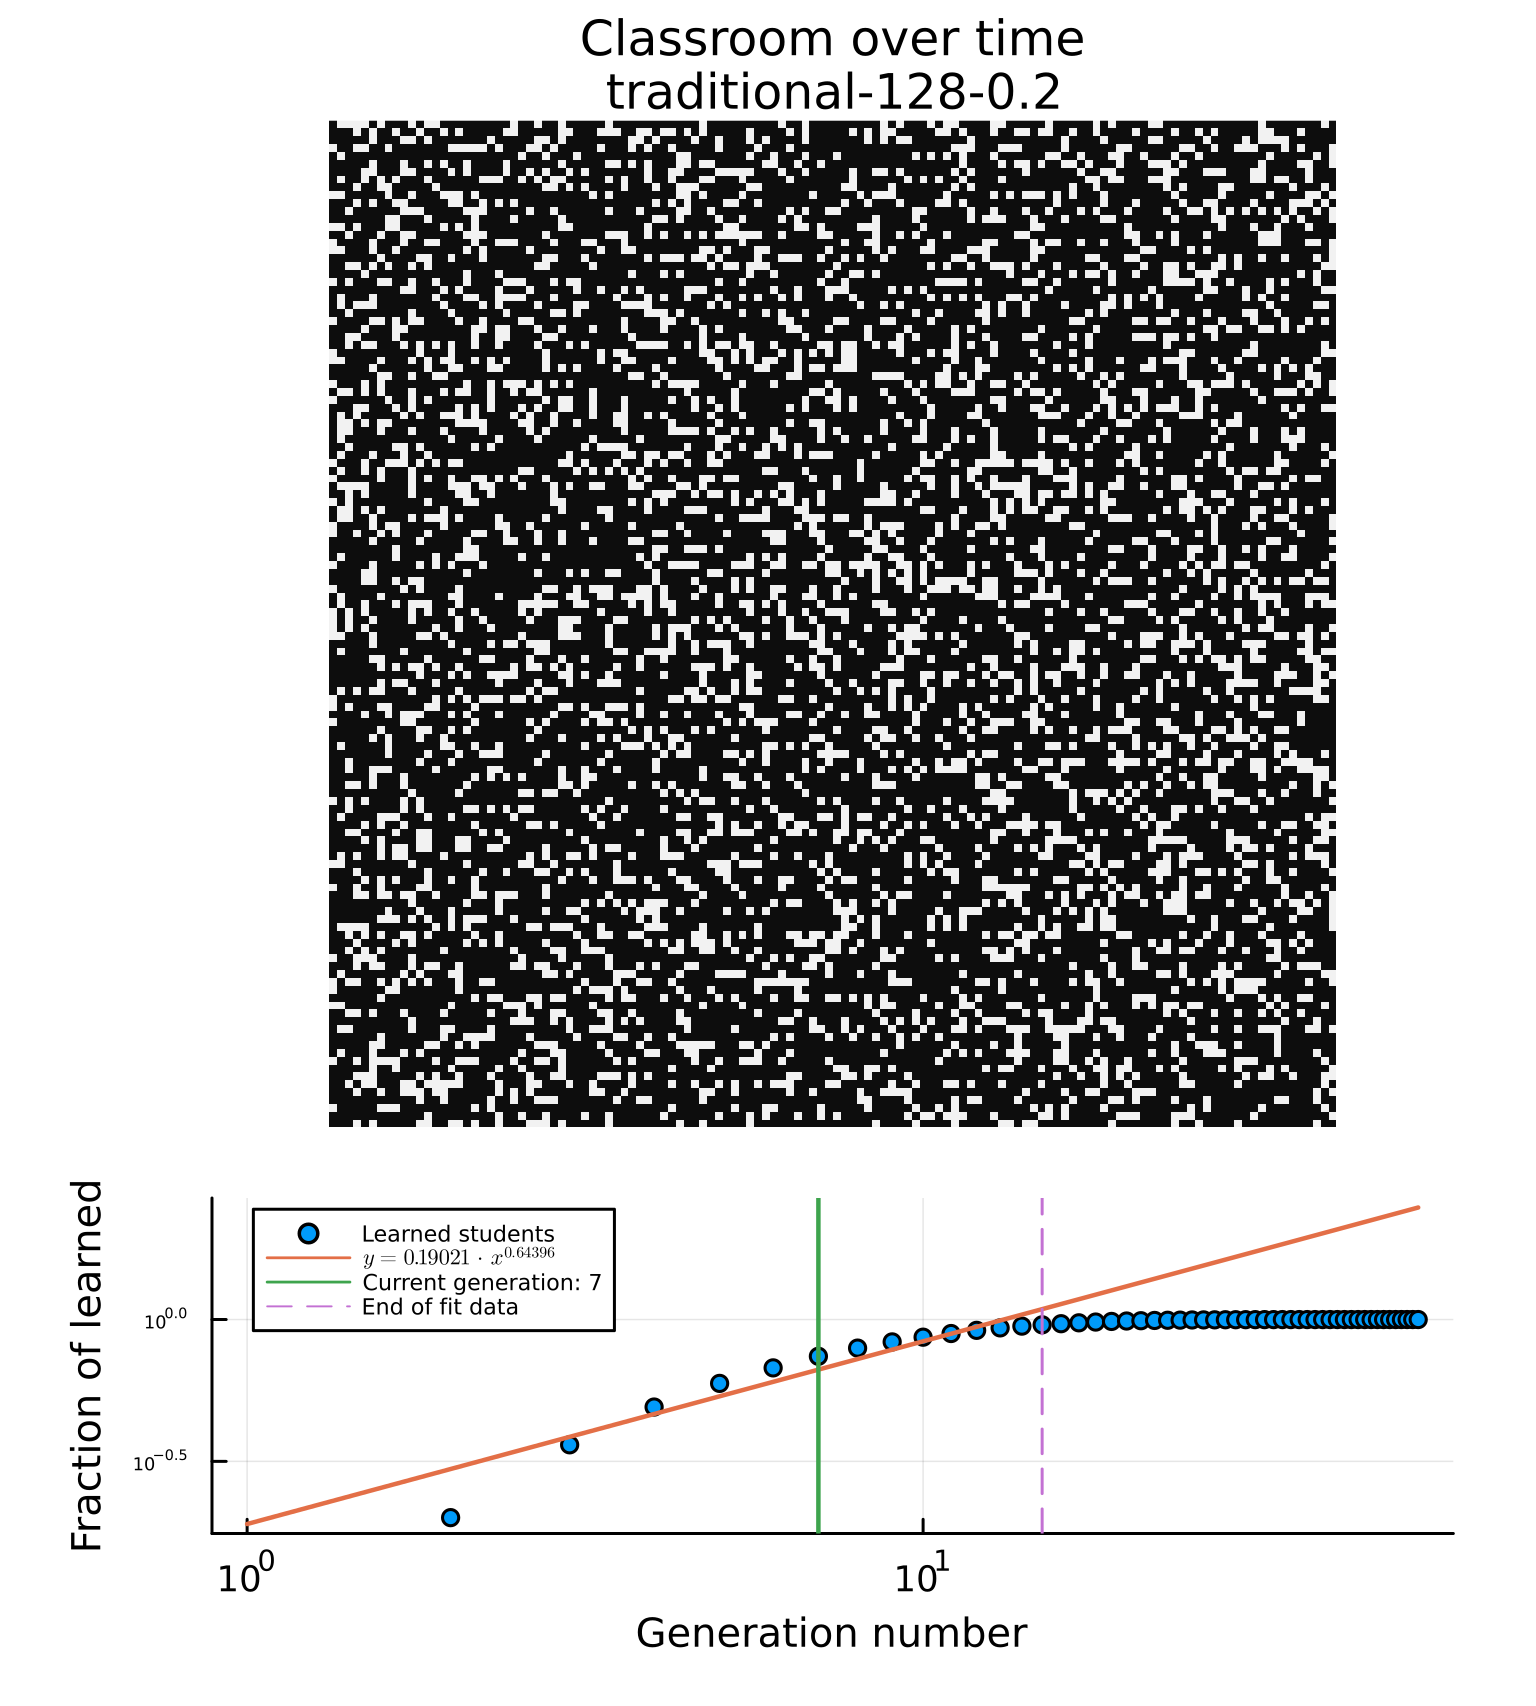 Classroom over time
traditional-128-0.2
Fraction of learned
Learned students
y = 0.19021 · x^0.64396
Current generation: 7
End of fit data
10^0.0
10^−0.5
10^0
10^1
Generation number